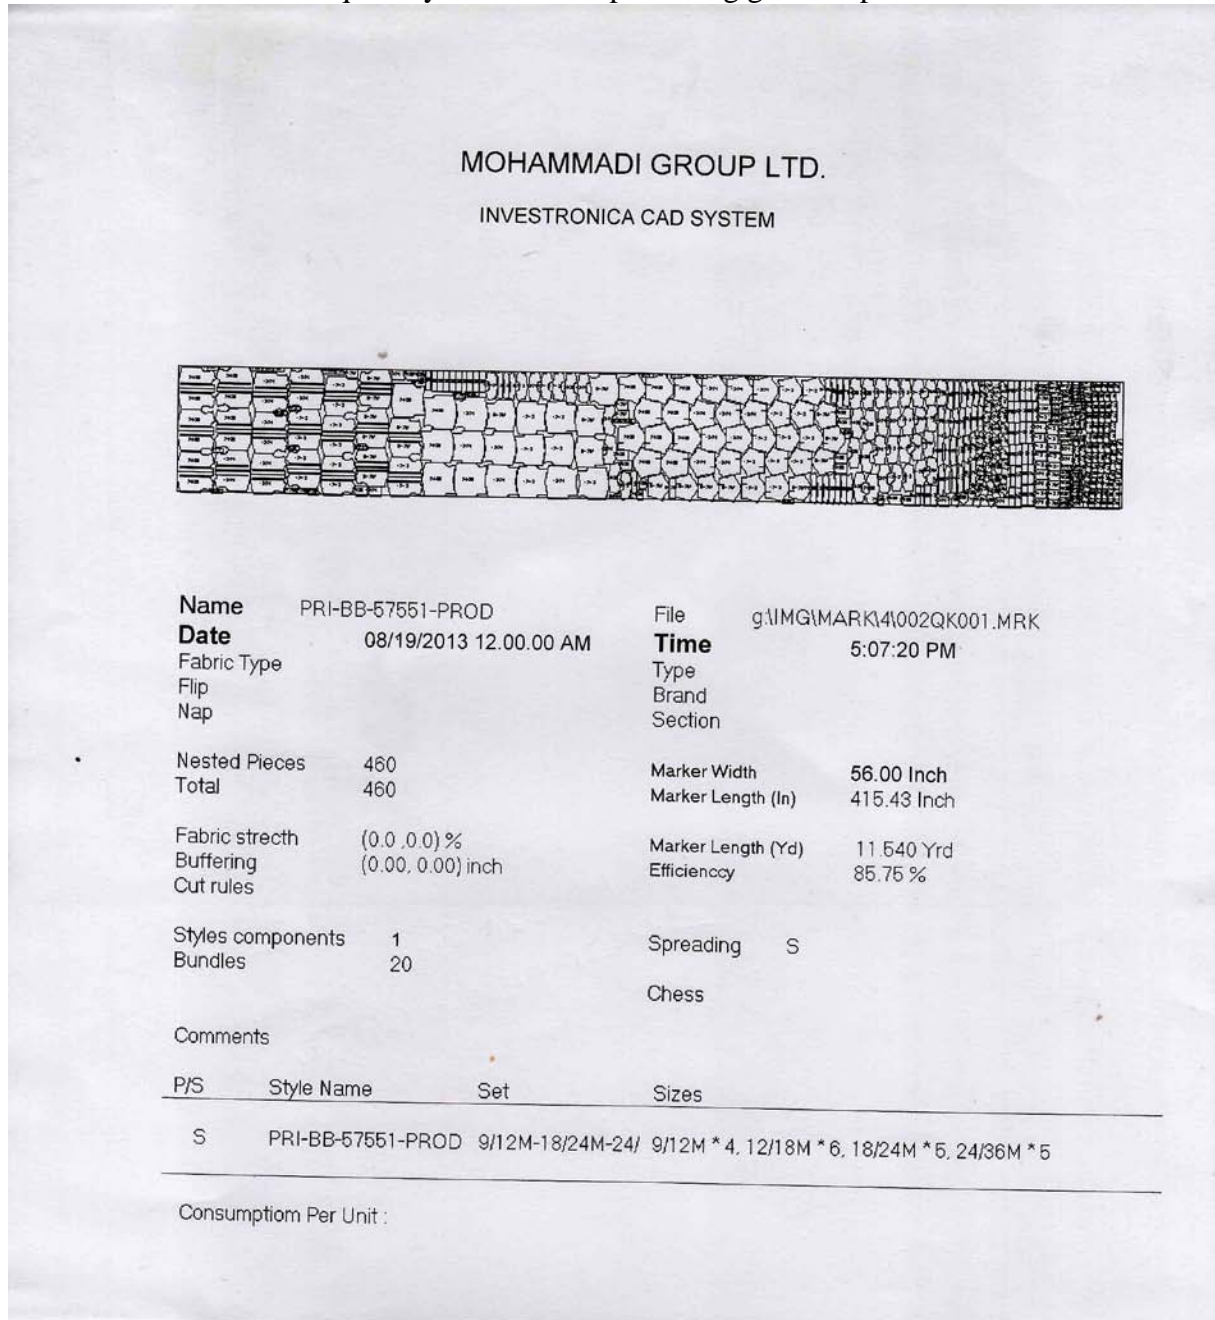 MOHAMMADI GROUP LTD.
INVESTRONICA CAD SYSTEM
Name PRI-BB-57551-PROD File g:\IMG\MARK\4\002QK001.MRK
Date 08/19/2013 12.00.00 AM Time 5:07:20 PM
Fabric Type Type
Flip Brand
Nap Section
Nested Pieces 460 Marker Width 56.00 Inch
Total 460 Marker Length (In) 415.43 Inch
Fabric strecth (0.0 ,0.0) % Marker Length (Yd) 11.540 Yrd
Buffering (0.00, 0.00) inch Efficienccy 85.75 %
Cut rules
Styles components 1 Spreading S
Bundles 20
Chess
Comments
P/S Style Name Set Sizes
S PRI-BB-57551-PROD 9/12M-18/24M-24/ 9/12M * 4, 12/18M * 6, 18/24M * 5, 24/36M * 5
Consumptiom Per Unit :